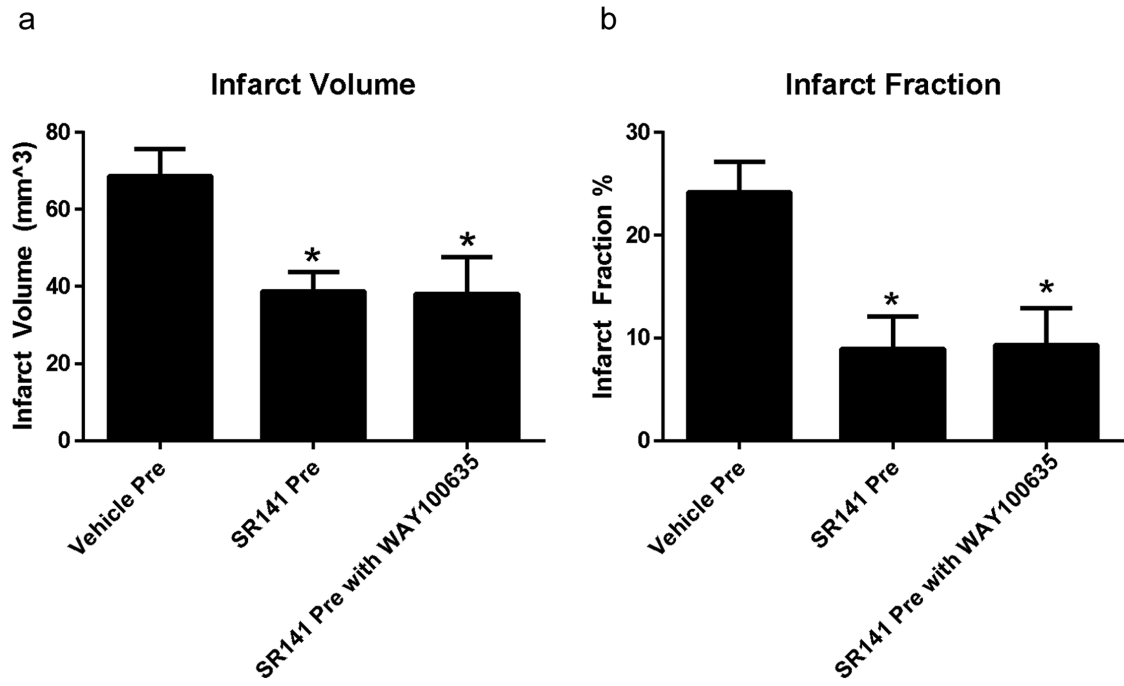 a
Infarct Volume
Infarct Volume (mm^3)
80
60
40
20
0
*
*
Vehicle Pre
SR141 Pre
SR141 Pre with WAY100635
b
Infarct Fraction
Infarct Fraction %
30
20
10
0
*
*
Vehicle Pre
SR141 Pre
SR141 Pre with WAY100635